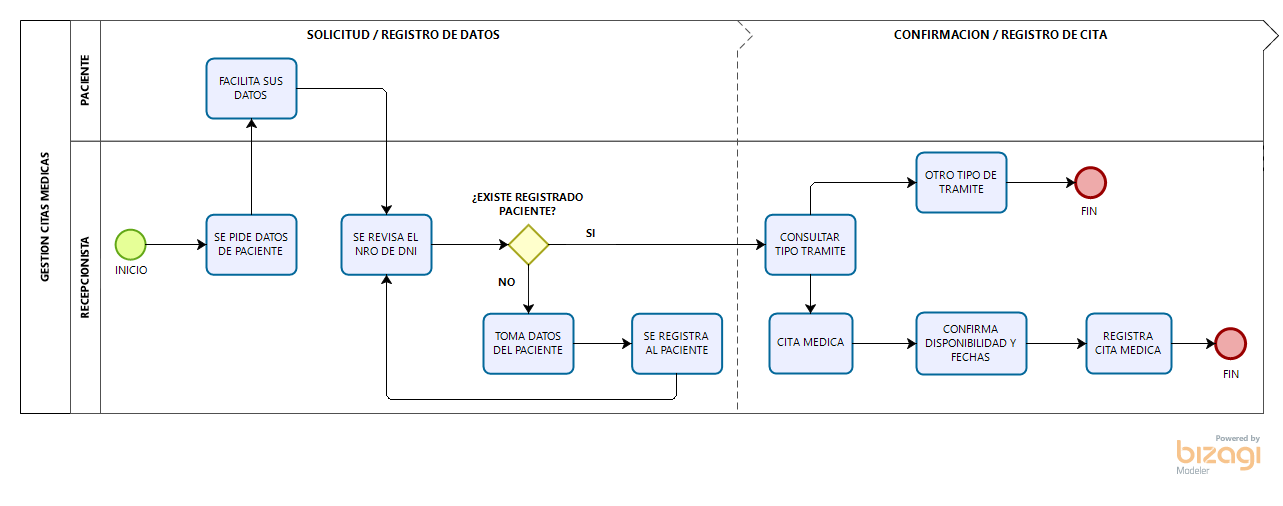 SOLICITUD / REGISTRO DE DATOS
CONFIRMACION / REGISTRO DE CITA
GESTION CITAS MEDICAS
PACIENTE
FACILITA SUS
DATOS
RECEPCIONISTA
INICIO
SE PIDE DATOS
DE PACIENTE
SE REVISA EL
NRO DE DNI
¿EXISTE REGISTRADO
PACIENTE?
SI
NO
TOMA DATOS
DEL PACIENTE
SE REGISTRA
AL PACIENTE
CONSULTAR
TIPO TRAMITE
OTRO TIPO DE
TRAMITE
FIN
CITA MEDICA
CONFIRMA
DISPONIBILIDAD Y
FECHAS
REGISTRA
CITA MEDICA
FIN
Powered by
bizagi
Modeler